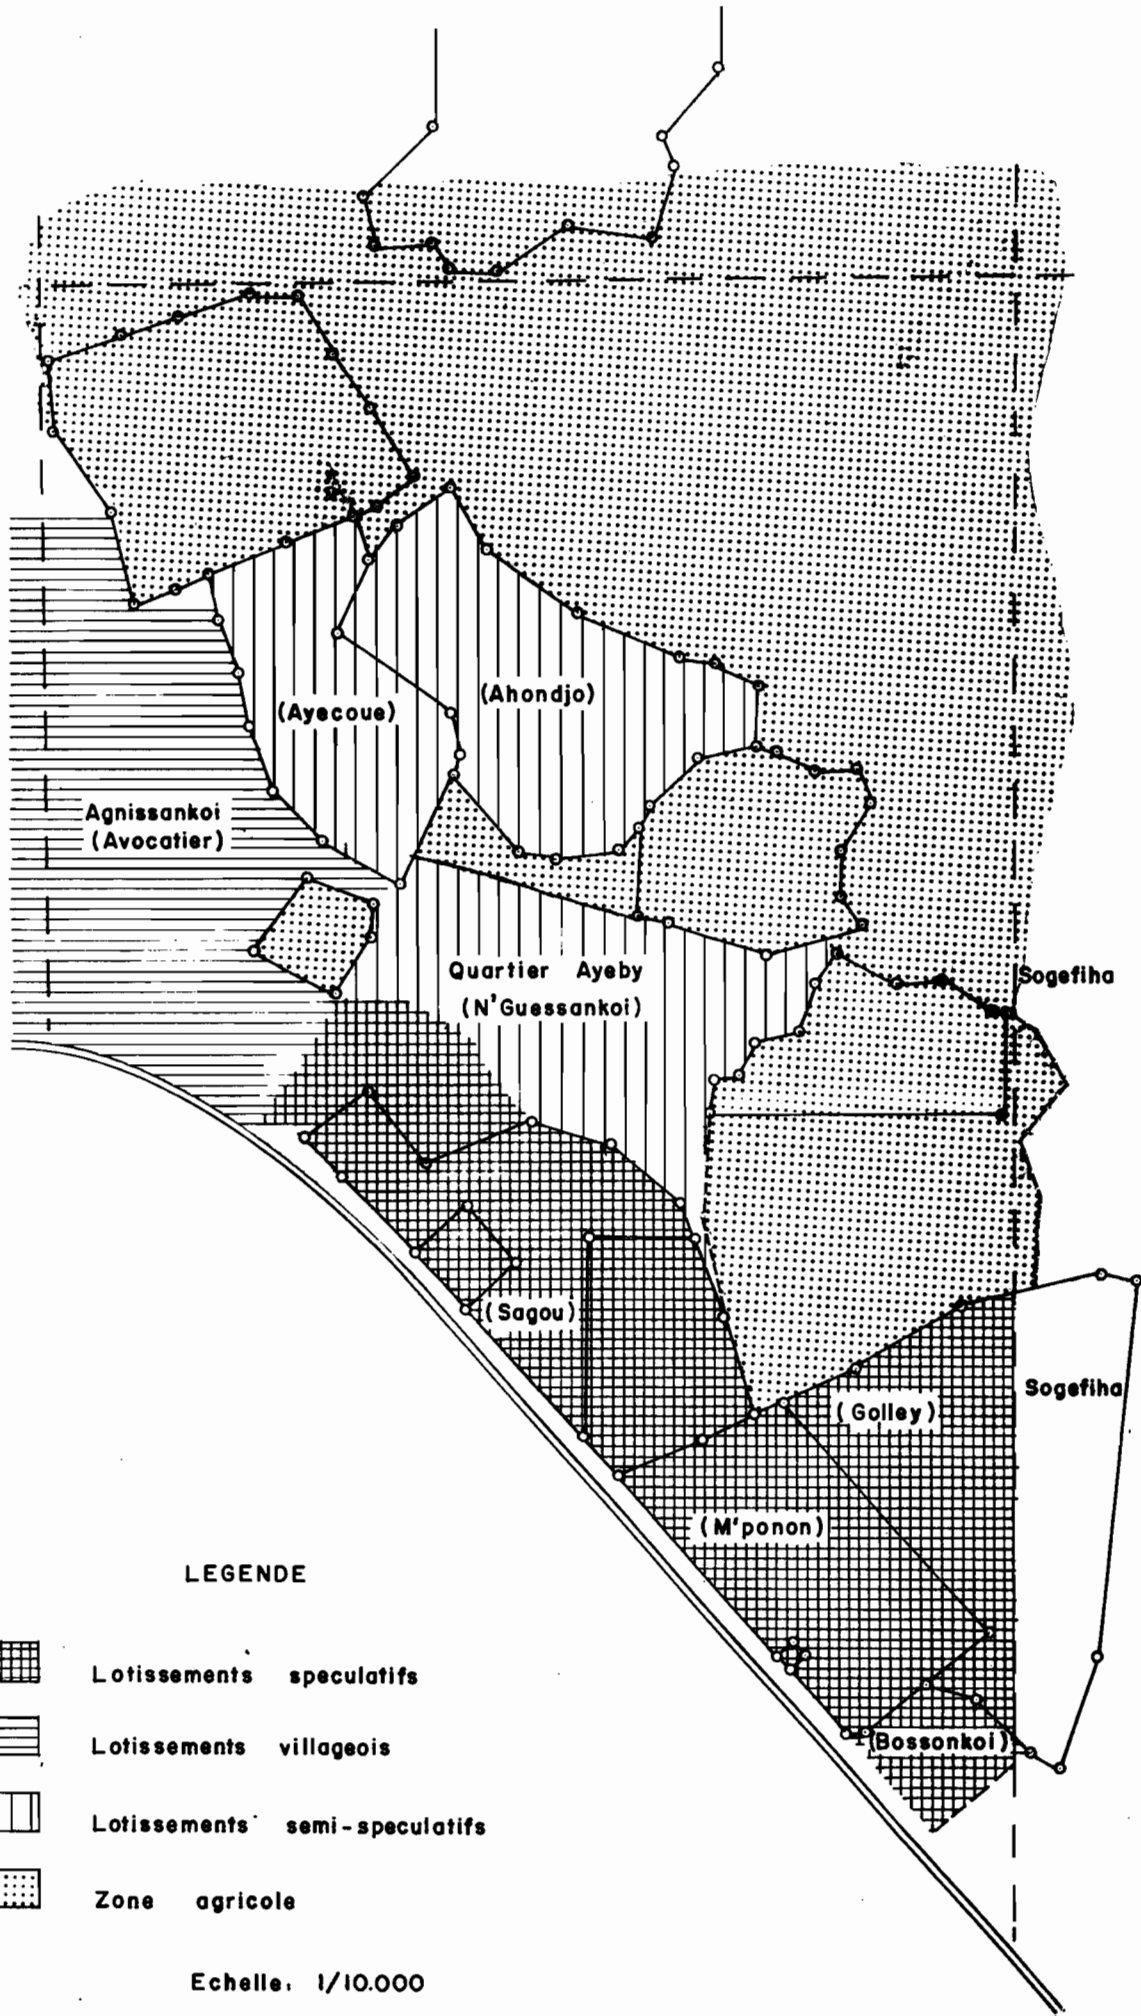 (Ahondjo)
(Ayecoue)
Agnissankoi
(Avocatier)
Quartier Ayeby
(N'Guessankoi)
Sogefiha
(Sagou)
Sogefiha
(Golley)
(M'ponon)
(Bossonkoi)
LEGENDE
Lotissements speculatifs
Lotissements villageois
Lotissements semi-speculatifs
Zone agricole
Echelle: 1/10.000